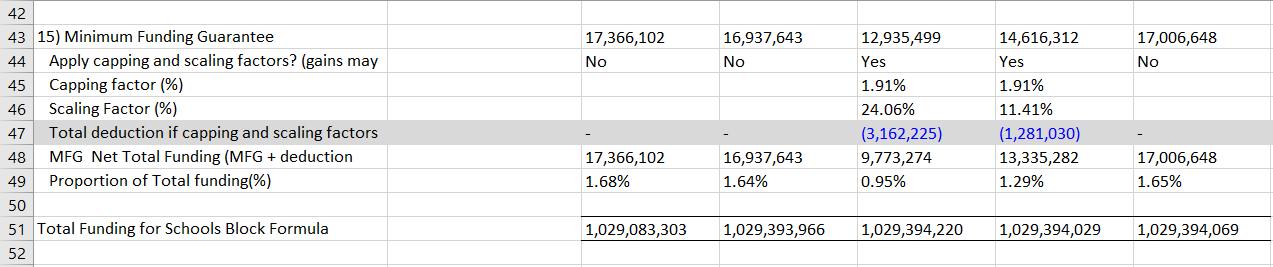 42
43 15) Minimum Funding Guarantee 17,366,102 16,937,643 12,935,499 14,616,312 17,006,648
44 Apply capping and scaling factors? (gains may No No Yes Yes No
45 Capping factor (%) 1.91% 1.91%
46 Scaling Factor (%) 24.06% 11.41%
47 Total deduction if capping and scaling factors - - (3,162,225) (1,281,030) -
48 MFG Net Total Funding (MFG + deduction 17,366,102 16,937,643 9,773,274 13,335,282 17,006,648
49 Proportion of Total funding(%) 1.68% 1.64% 0.95% 1.29% 1.65%
50
51 Total Funding for Schools Block Formula 1,029,083,303 1,029,393,966 1,029,394,220 1,029,394,029 1,029,394,069
52